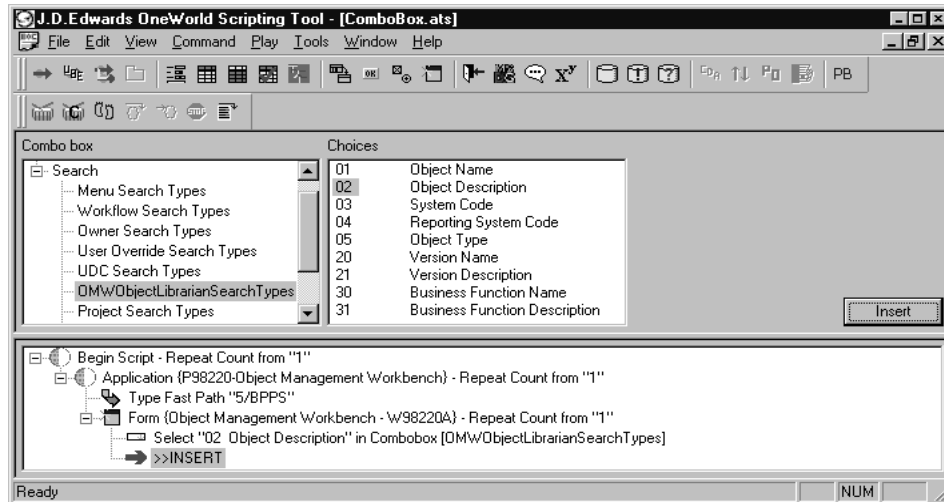 J.D.Edwards OneWorld Scripting Tool - [ComboBox.ats]
File Edit View Command Play Tools Window Help
UBE OK x^y CDA PO PB
Combo box
Search
Menu Search Types
Workflow Search Types
Owner Search Types
User Override Search Types
UDC Search Types
OMWObjectLibrarianSearchTypes
Project Search Types
Choices
01 Object Name
02 Object Description
03 System Code
04 Reporting System Code
05 Object Type
20 Version Name
21 Version Description
30 Business Function Name
31 Business Function Description
Insert
Begin Script - Repeat Count from "1"
Application {P98220-Object Management Workbench} - Repeat Count from "1"
Type Fast Path "5/BPPS"
Form {Object Management Workbench - W98220A} - Repeat Count from "1"
Select "02 Object Description" in Combobox [OMWObjectLibrarianSearchTypes]
>>INSERT
Ready NUM